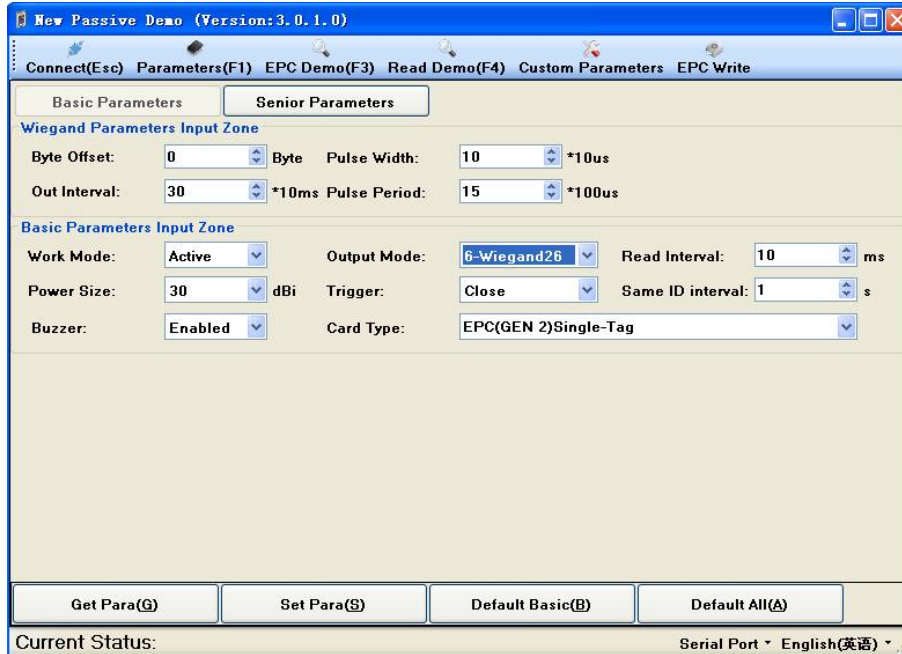 New Passive Demo (Version:3.0.1.0)
Connect(Esc) Parameters(F1) EPC Demo(F3) Read Demo(F4) Custom Parameters EPC Write
Basic Parameters Senior Parameters
Wiegand Parameters Input Zone
Byte Offset: 0 Byte Pulse Width: 10 *10us
Out Interval: 30 *10ms Pulse Period: 15 *100us
Basic Parameters Input Zone
Work Mode: Active Output Mode: 6-Wiegand26 Read Interval: 10 ms
Power Size: 30 dBi Trigger: Close Same ID interval: 1 s
Buzzer: Enabled Card Type: EPC(GEN 2)Single-Tag
Get Para(G) Set Para(S) Default Basic(B) Default All(A)
Current Status: Serial Port English(英语)